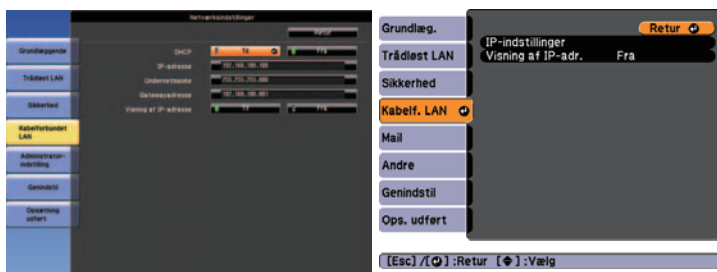 Netværksindstillinger
Retur
Grundlæggende
Trådløst LAN
Sikkerhed
Kabelforbundet
LAN
Administrator-
indstilling
Genindstil
Opsætning
udført
DHCP Til Fra
IP-adresse
Undernetmaske
Gatewayadresse
Visning af IP-adresse Til Fra
Grundlæg.
Trådløst LAN
Sikkerhed
Kabelf. LAN
Mail
Andre
Genindstil
Ops. udført
Retur
IP-indstillinger
Visning af IP-adr. Fra
[Esc] /[ ] :Retur [ ] :Vælg